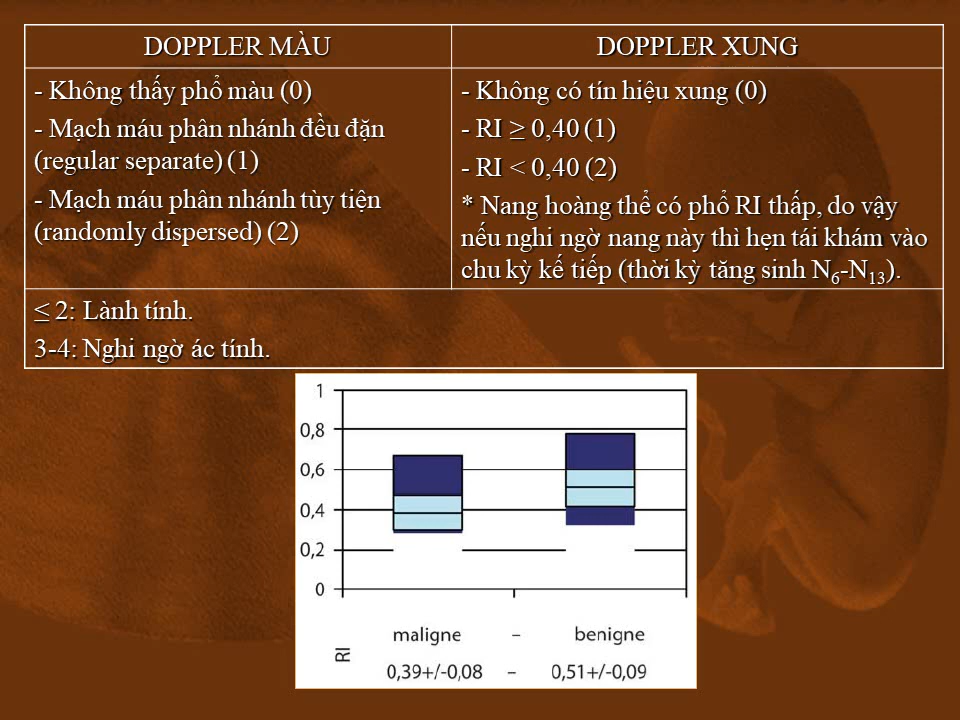 DOPPLER MÀU
DOPPLER XUNG
- Không thấy phổ màu (0)
- Mạch máu phân nhánh đều đặn
(regular separate) (1)
- Mạch máu phân nhánh tùy tiện
(randomly dispersed) (2)
- Không có tín hiệu xung (0)
- RI ≥ 0,40 (1)
- RI < 0,40 (2)
* Nang hoàng thể có phổ RI thấp, do vậy
nếu nghi ngờ nang này thì hẹn tái khám vào
chu kỳ kế tiếp (thời kỳ tăng sinh N6-N13).
≤ 2: Lành tính.
3-4: Nghi ngờ ác tính.
1
0,8
0,6
0,4
0,2
0
RI
maligne – benigne
0,39+/-0,08 – 0,51+/-0,09